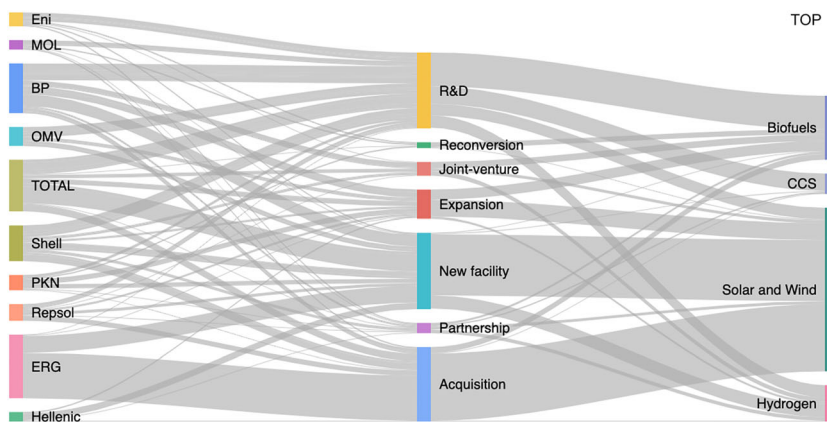 TOP
Eni
MOL
BP
OMV
TOTAL
Shell
PKN
Repsol
ERG
Hellenic
R&D
Reconversion
Joint-venture
Expansion
New facility
Partnership
Acquisition
Biofuels
CCS
Solar and Wind
Hydrogen